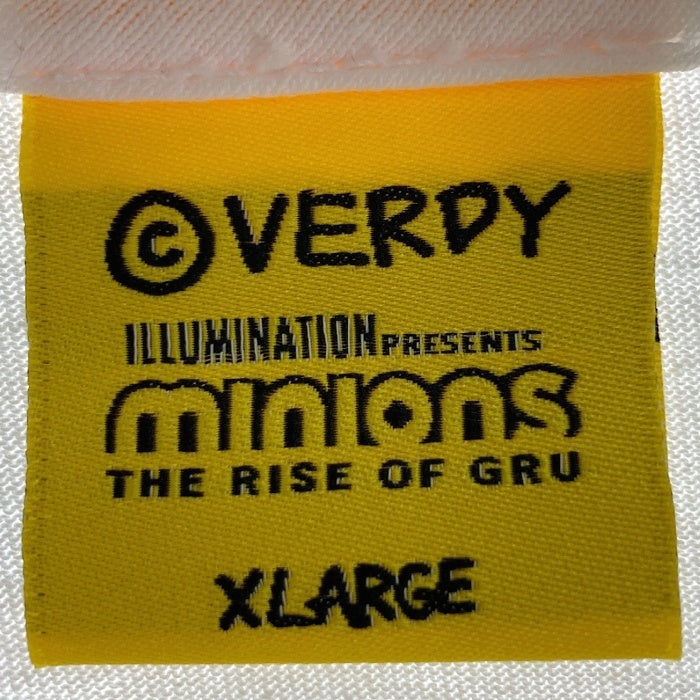 © VERDY
ILLUMINATION PRESENTS
minions
THE RISE OF GRU
XLARGE